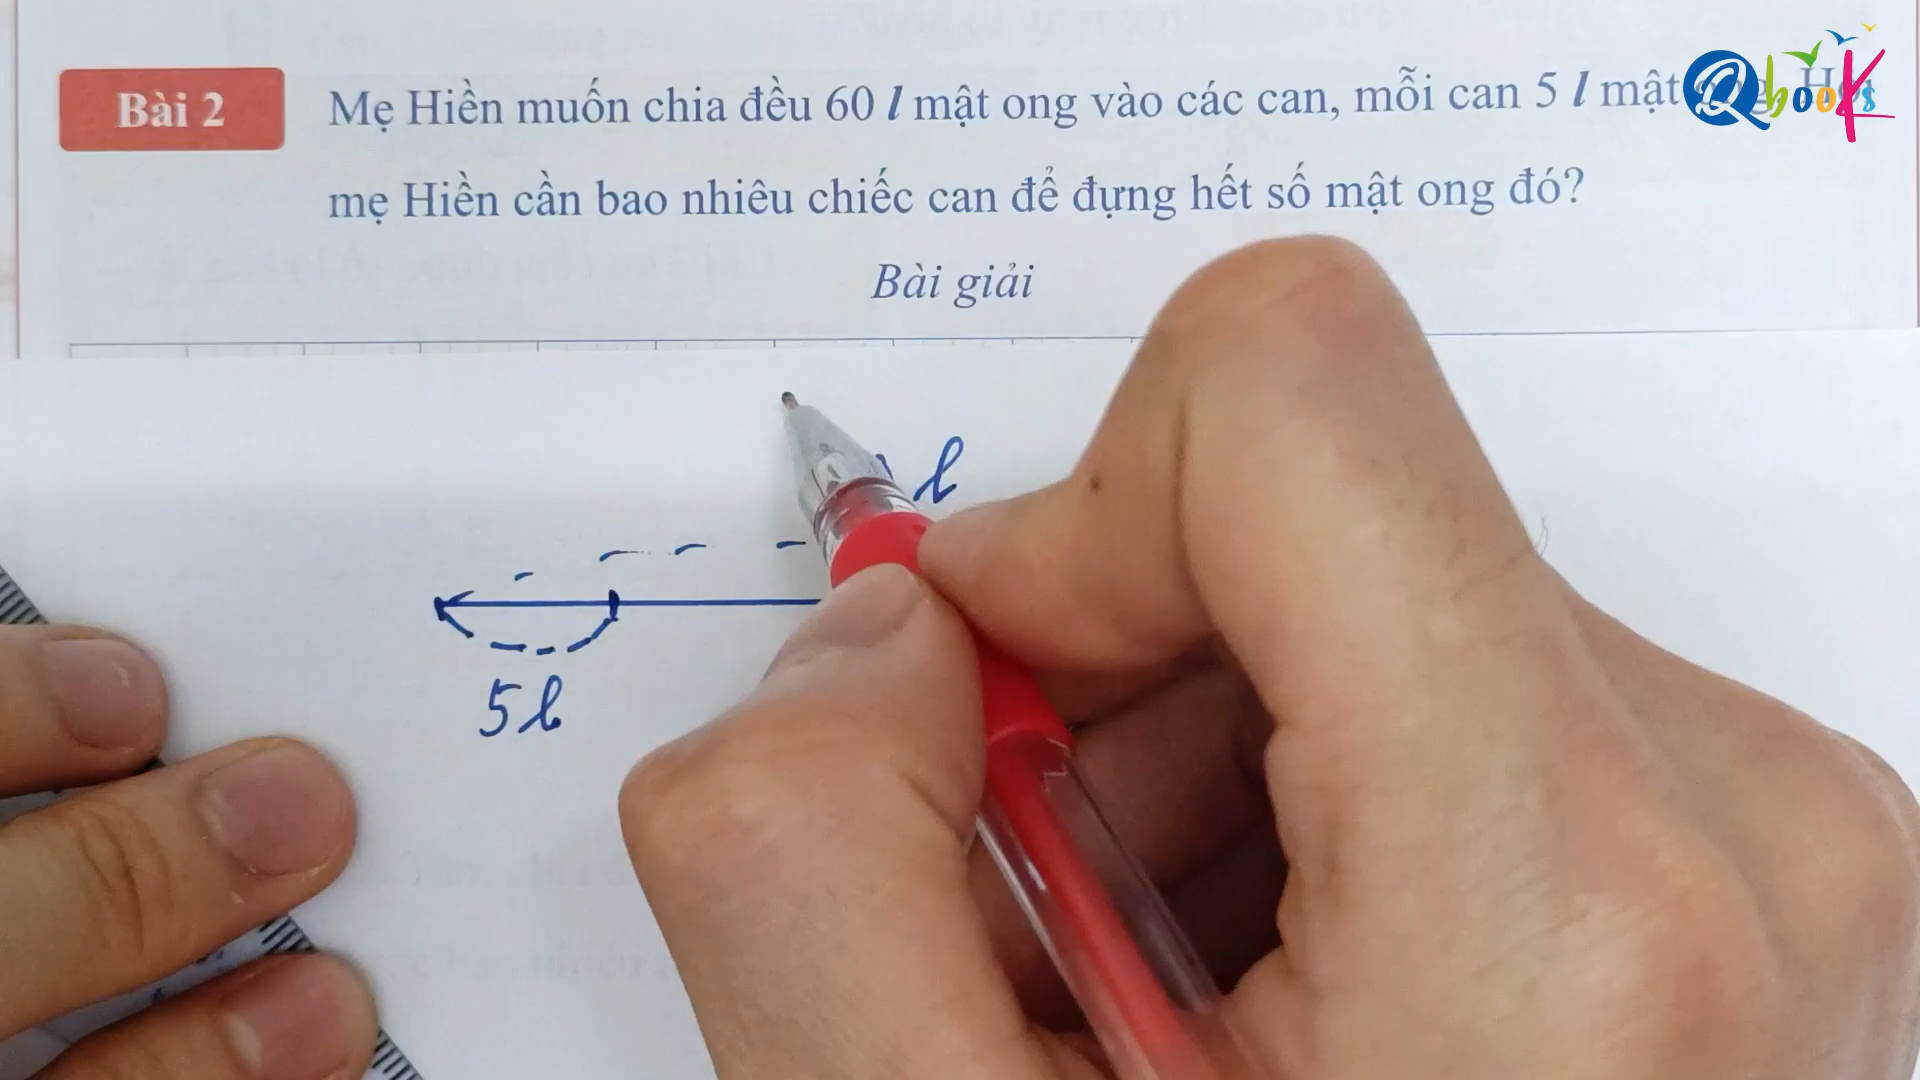 Bài 2
Mẹ Hiền muốn chia đều 60 l mật ong vào các can, mỗi can 5 l mật
mẹ Hiền cần bao nhiêu chiếc can để đựng hết số mật ong đó?
Bài giải
l
5l
Qbooks